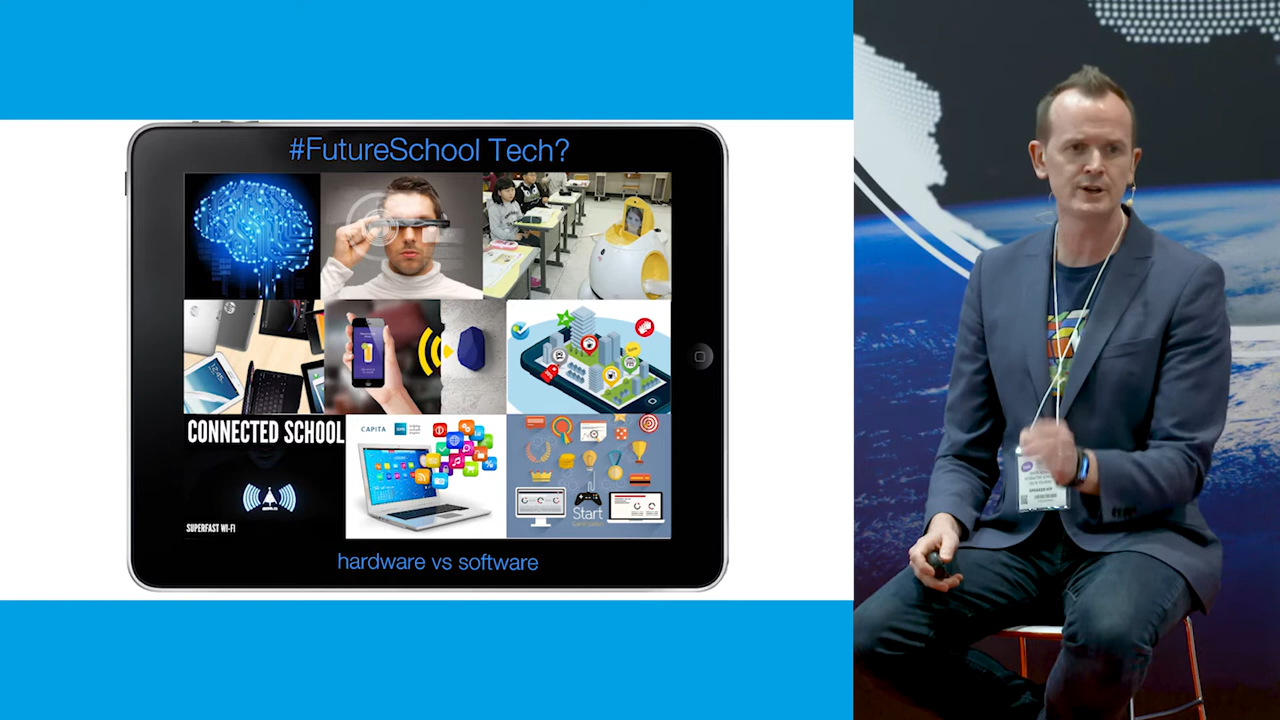 #FutureSchool Tech?
CONNECTED SCHOOL
SUPERFAST WI-FI
CAPITA
Start
hardware vs software